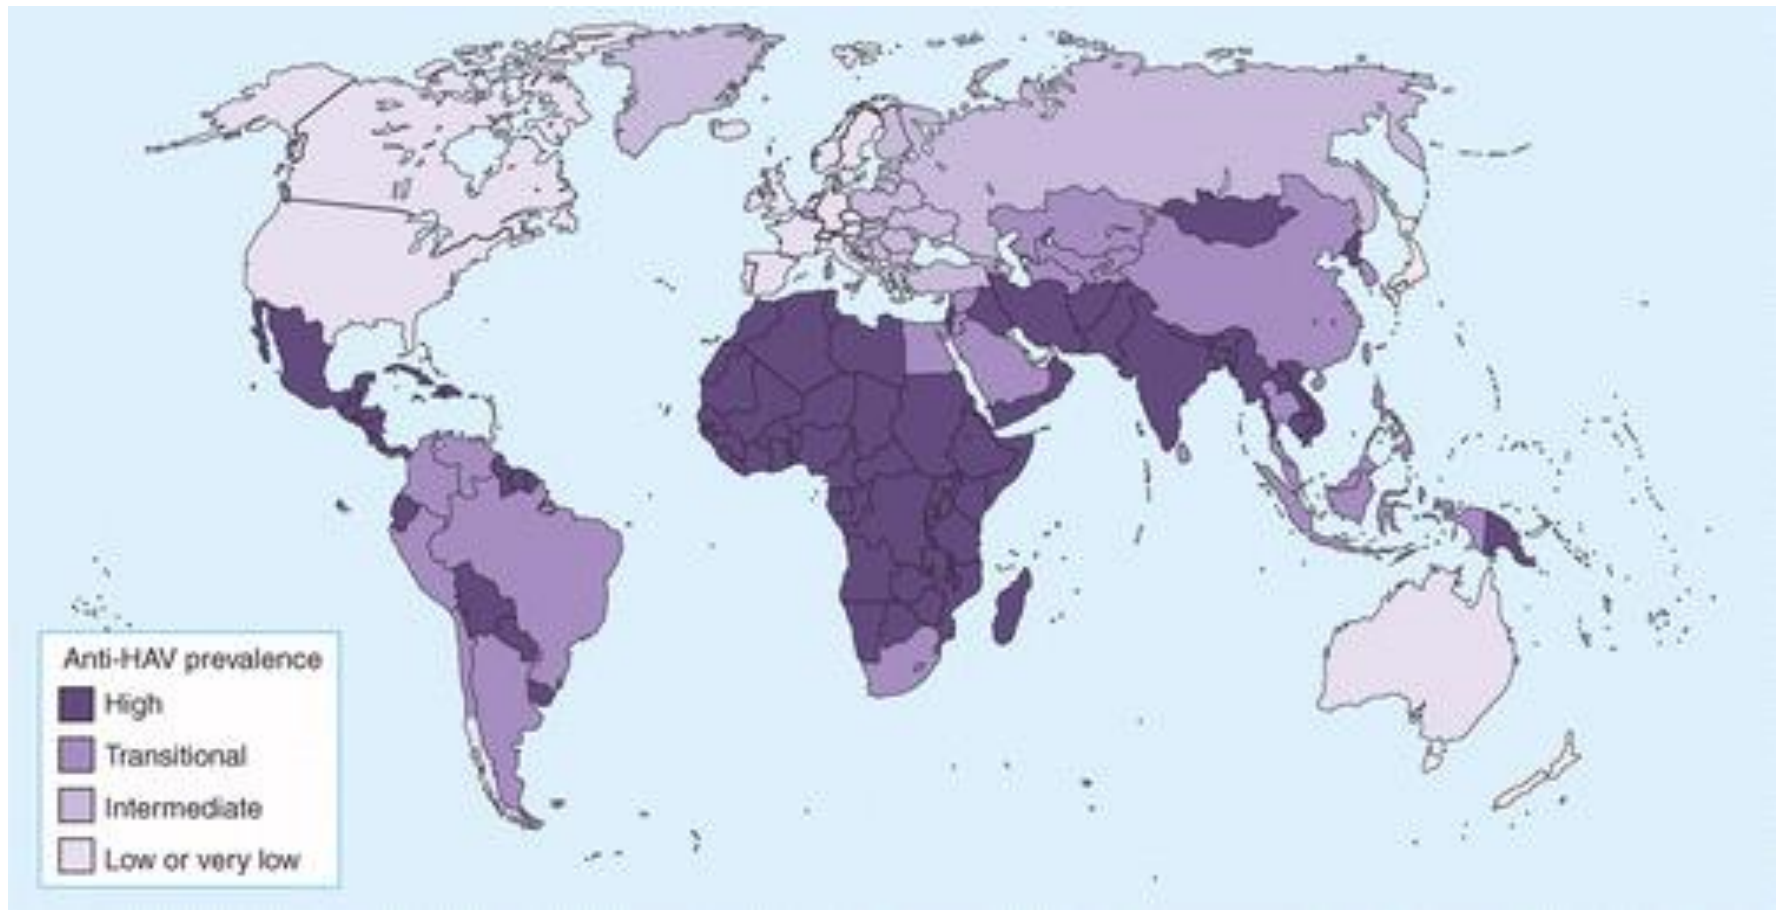 Anti-HAV prevalence
High
Transitional
Intermediate
Low or very low